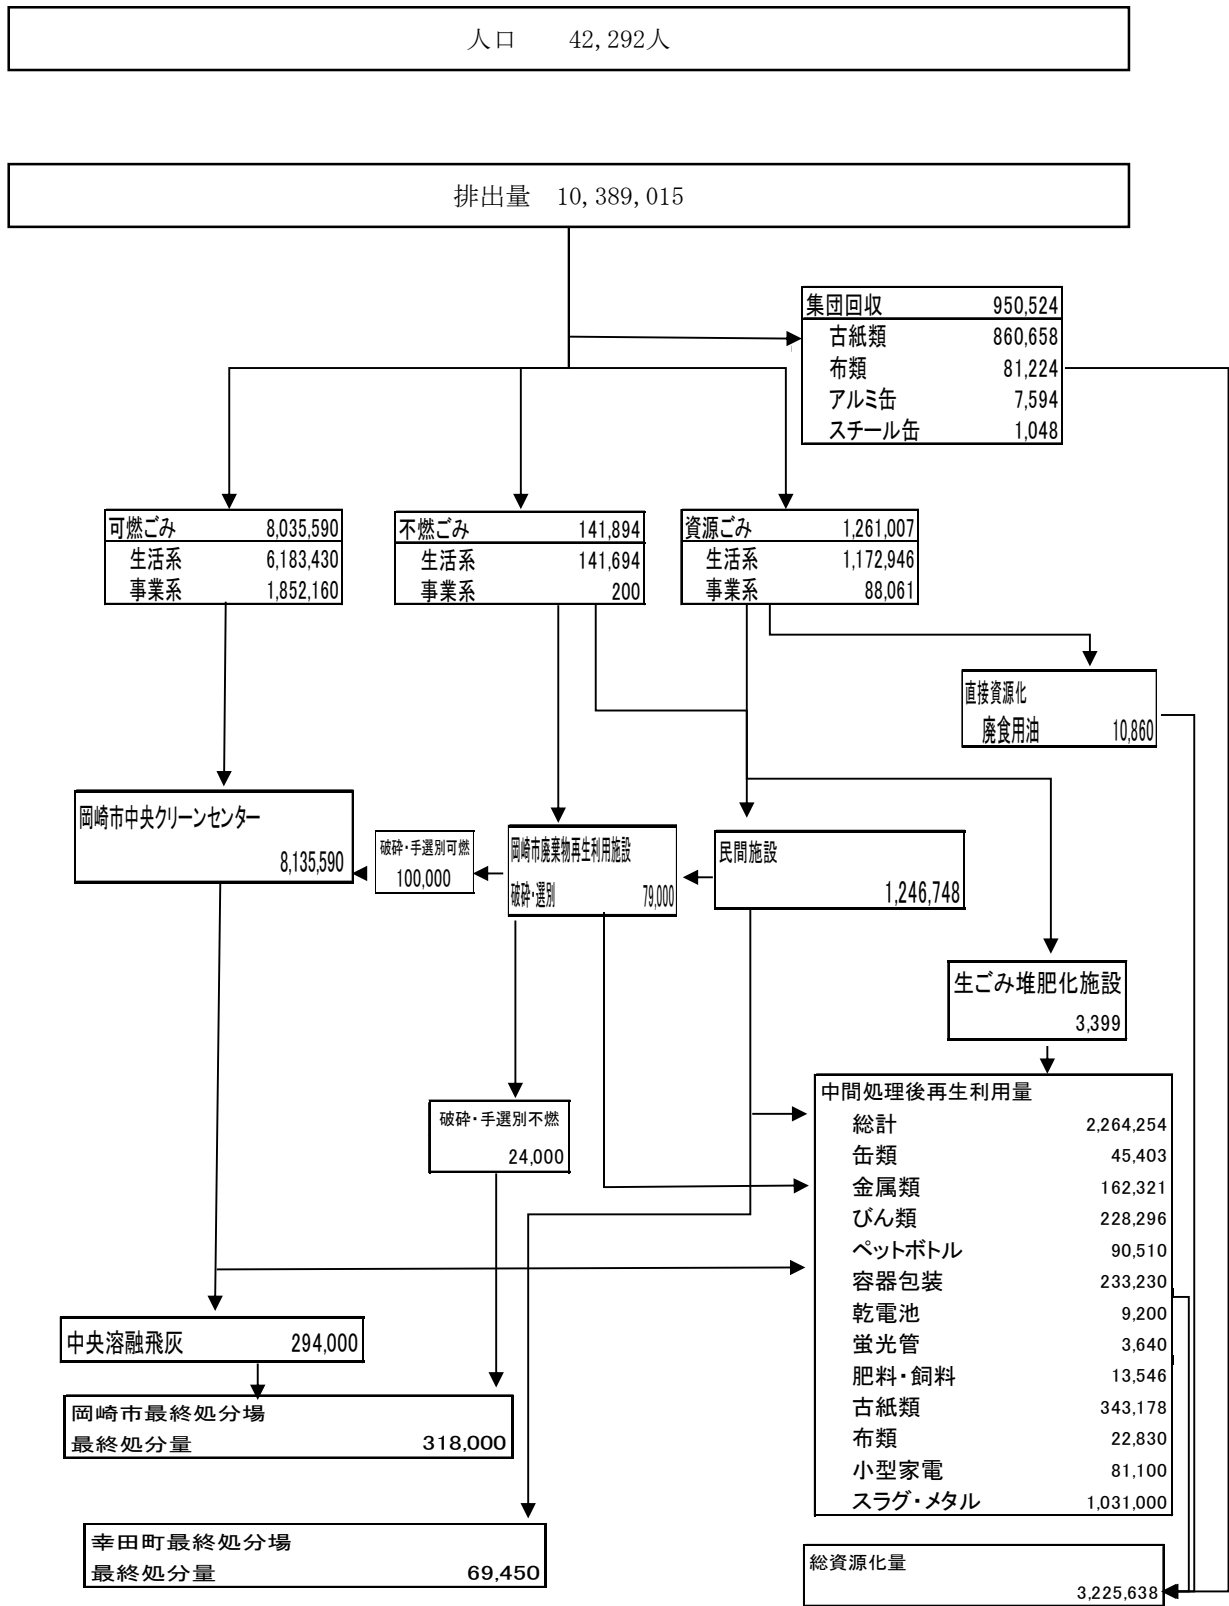 人口　　42,292人
排出量　10,389,015
集団回収 950,524
古紙類 860,658
布類 81,224
アルミ缶 7,594
スチール缶 1,048
可燃ごみ 8,035,590
生活系 6,183,430
事業系 1,852,160
不燃ごみ 141,894
生活系 141,694
事業系 200
資源ごみ 1,261,007
生活系 1,172,946
事業系 88,061
直接資源化
廃食用油 10,860
岡崎市中央クリーンセンター
8,135,590
破砕・手選別可燃
100,000
岡崎市廃棄物再生利用施設
破砕・選別 79,000
民間施設
1,246,748
生ごみ堆肥化施設
3,399
破砕・手選別不燃
24,000
中間処理後再生利用量
総計 2,264,254
缶類 45,403
金属類 162,321
びん類 228,296
ペットボトル 90,510
容器包装 233,230
乾電池 9,200
蛍光管 3,640
肥料・飼料 13,546
古紙類 343,178
布類 22,830
小型家電 81,100
スラグ・メタル 1,031,000
中央溶融飛灰 294,000
岡崎市最終処分場
最終処分量 318,000
幸田町最終処分場
最終処分量 69,450
総資源化量
3,225,638